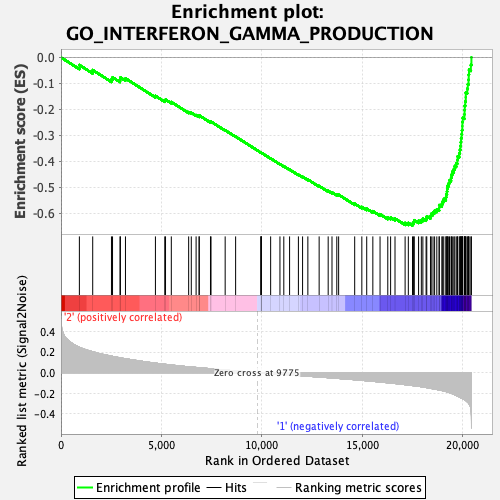 Enrichment plot:
GO_INTERFERON_GAMMA_PRODUCTION
Enrichment score (ES)
0.0
-0.1
-0.2
-0.3
-0.4
-0.5
-0.6
Ranked list metric (Signal2Noise)
'2' (positively correlated)
0.4
0.2
0.0
-0.2
-0.4
Zero cross at 9775
'1' (negatively correlated)
0
5,000
10,000
15,000
20,000
Rank in Ordered Dataset
Enrichment profile
Hits
Ranking metric scores